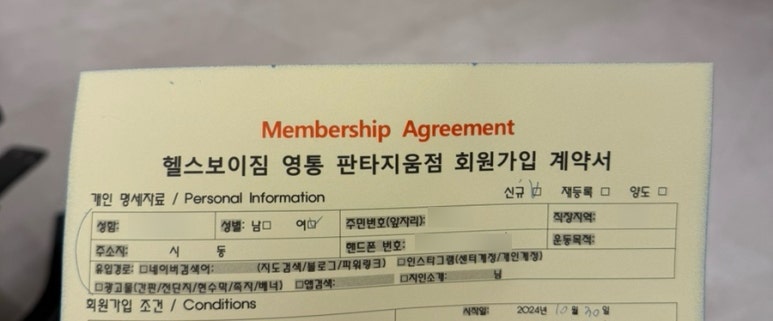 Membership Agreement
헬스보이짐 영통 판타지움점 회원가입 계약서
개인 명세자료 / Personal Information 신규 ☑ 재등록 □ 양도 □
성함: 성별: 남□ 여☑ 주민번호(앞자리): 직장지역:
주소지: 시 동 핸드폰 번호: 운동목적:
유입경로: □네이버검색어: (지도검색/블로그/파워링크) □인스타그램(센터계정/개인계정)
□광고물(간판/전단지/현수막/족자/배너) □앱검색: □지인소개: 님
회원가입 조건 / Conditions
시작일: 2024년 10월 30일